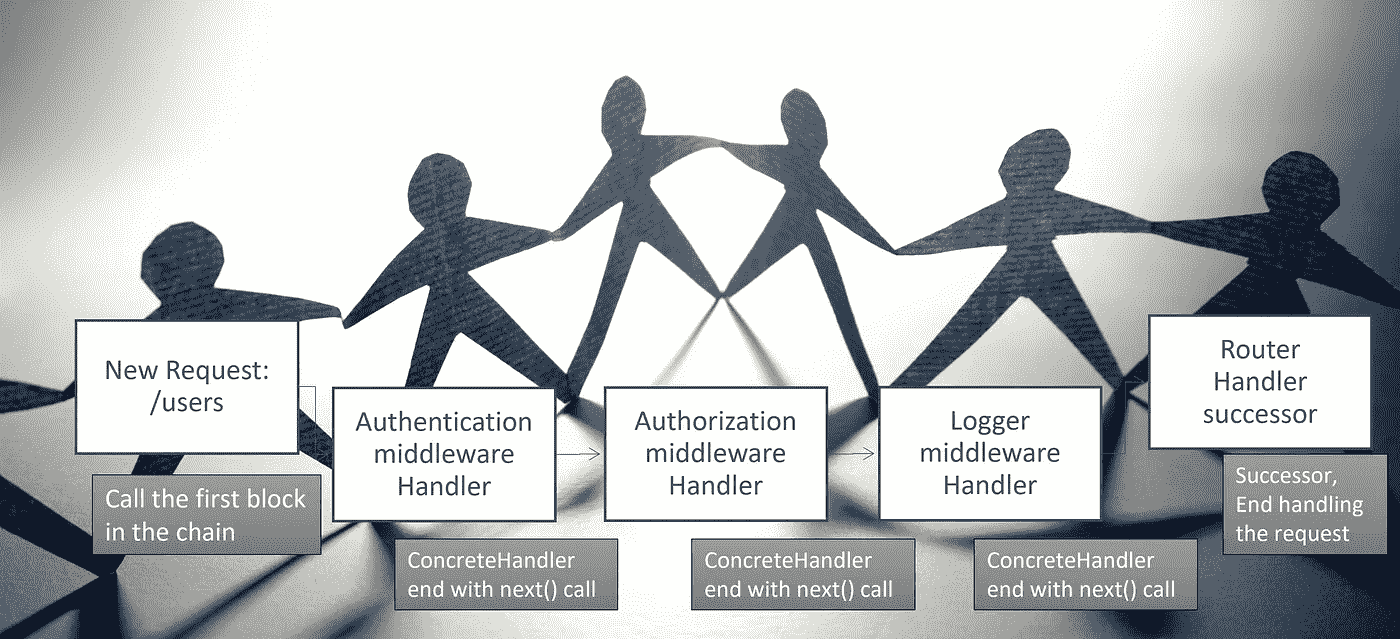 New Request:
/users
Call the first block
in the chain
Authentication
middleware
Handler
ConcreteHandler
end with next() call
Authorization
middleware
Handler
ConcreteHandler
end with next() call
Logger
middleware
Handler
ConcreteHandler
end with next() call
Router
Handler
successor
Successor,
End handling
the request